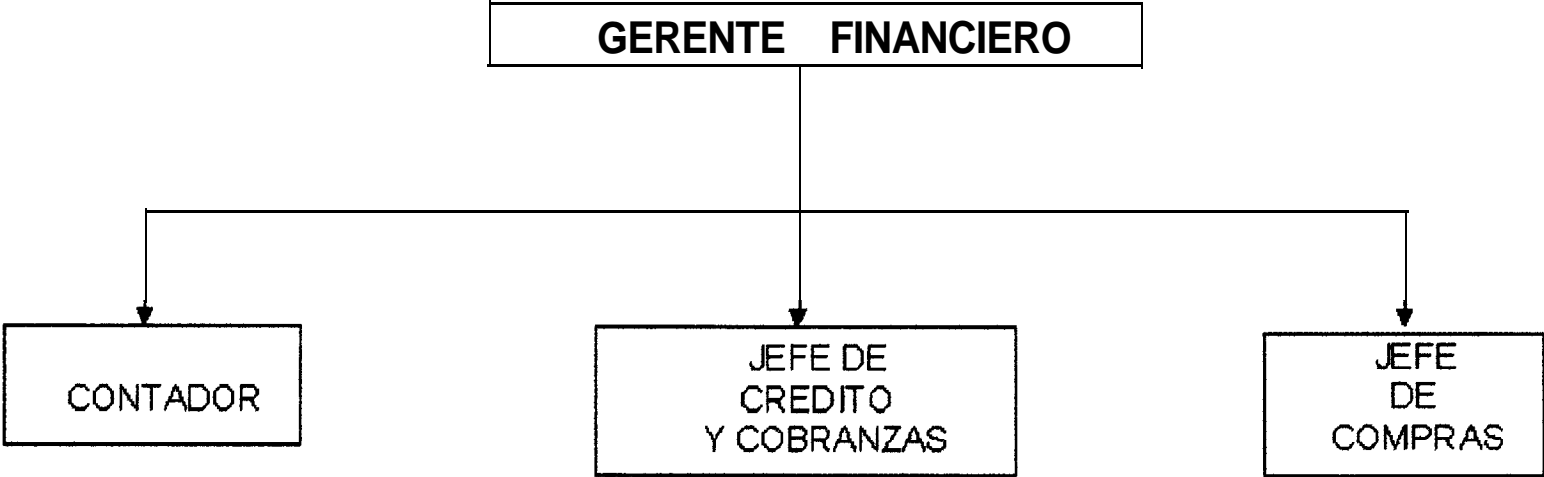 GERENTE FINANCIERO
CONTADOR
JEFE DE
CREDITO
Y COBRANZAS
JEFE
DE
COMPRAS